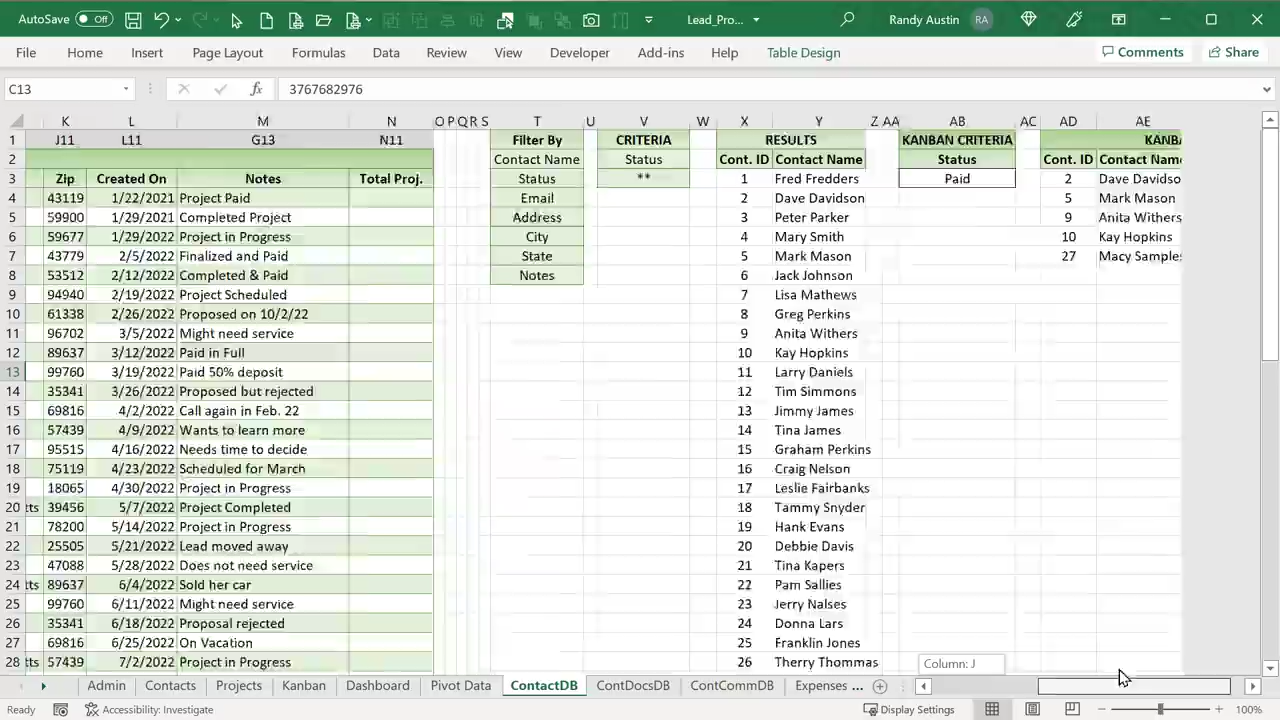 AutoSave Off Lead_Pro... Randy Austin RA
File Home Insert Page Layout Formulas Data Review View Developer Add-ins Help Table Design Comments Share
C13 fx 3767682976
K L M N O P Q R S T U V W X Y Z AA AB AC AD AE
1 J11 L11 G13 N11 Filter By CRITERIA RESULTS KANBAN CRITERIA KANBA
2 Contact Name Status Cont. ID Contact Name Status Cont. ID Contact Name
3 Zip Created On Notes Total Proj. Status ** 1 Fred Fredders Paid 2 Dave Davidso
4 43119 1/22/2021 Project Paid Email 2 Dave Davidson 5 Mark Mason
5 59900 1/29/2021 Completed Project Address 3 Peter Parker 9 Anita Withers
6 59677 1/29/2022 Project in Progress City 4 Mary Smith 10 Kay Hopkins
7 43779 2/5/2022 Finalized and Paid State 5 Mark Mason 27 Macy Sample
8 53512 2/12/2022 Completed & Paid Notes 6 Jack Johnson
9 94940 2/19/2022 Project Scheduled 7 Lisa Mathews
10 61338 2/26/2022 Proposed on 10/2/22 8 Greg Perkins
11 96702 3/5/2022 Might need service 9 Anita Withers
12 89637 3/12/2022 Paid in Full 10 Kay Hopkins
13 99760 3/19/2022 Paid 50% deposit 11 Larry Daniels
14 35341 3/26/2022 Proposed but rejected 12 Tim Simmons
15 69816 4/2/2022 Call again in Feb. 22 13 Jimmy James
16 57439 4/9/2022 Wants to learn more 14 Tina James
17 95515 4/16/2022 Needs time to decide 15 Graham Perkins
18 75119 4/23/2022 Scheduled for March 16 Craig Nelson
19 18065 4/30/2022 Project in Progress 17 Leslie Fairbanks
20 tts 39456 5/7/2022 Project Completed 18 Tammy Snyder
21 78200 5/14/2022 Project in Progress 19 Hank Evans
22 25505 5/21/2022 Lead moved away 20 Debbie Davis
23 47088 5/28/2022 Does not need service 21 Tina Kapers
24 tts 89637 6/4/2022 Sold her car 22 Pam Sallies
25 99760 6/11/2022 Might need service 23 Jerry Nalses
26 35341 6/18/2022 Proposal rejected 24 Donna Lars
27 69816 6/25/2022 On Vacation 25 Franklin Jones
28 tts 57439 7/2/2022 Project in Progress 26 Therry Thommas
Column: J
Admin Contacts Projects Kanban Dashboard Pivot Data ContactDB ContDocsDB ContCommDB Expenses ...
Ready Accessibility: Investigate Display Settings 100%